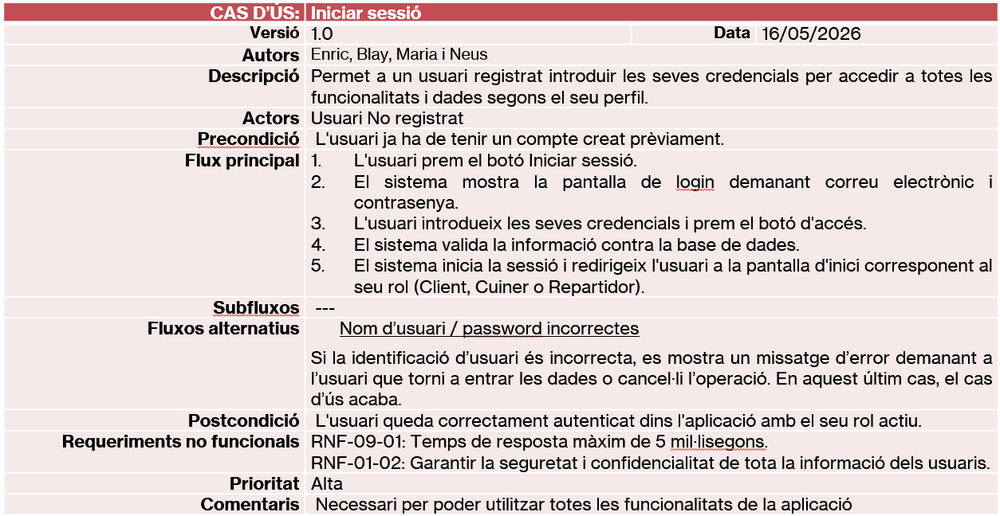 CAS D’ÚS: Iniciar sessió
Versió 1.0 Data 16/05/2026
Autors Enric, Blay, Maria i Neus
Descripció Permet a un usuari registrat introduir les seves credencials per accedir a totes les
funcionalitats i dades segons el seu perfil.
Actors Usuari No registrat
Precondició L'usuari ja ha de tenir un compte creat prèviament.
Flux principal 1. L'usuari prem el botó Iniciar sessió.
2. El sistema mostra la pantalla de login demanant correu electrònic i
contrasenya.
3. L'usuari introdueix les seves credencials i prem el botó d'accés.
4. El sistema valida la informació contra la base de dades.
5. El sistema inicia la sessió i redirigeix l'usuari a la pantalla d'inici corresponent al
seu rol (Client, Cuiner o Repartidor).
Subfluxos ---
Fluxos alternatius Nom d’usuari / password incorrectes
Si la identificació d’usuari és incorrecta, es mostra un missatge d’error demanant a
l’usuari que torni a entrar les dades o cancel·li l’operació. En aquest últim cas, el cas
d’ús acaba.
Postcondició L'usuari queda correctament autenticat dins l'aplicació amb el seu rol actiu.
Requeriments no funcionals RNF-09-01: Temps de resposta màxim de 5 mil·lisegons.
RNF-01-02: Garantir la seguretat i confidencialitat de tota la informació dels usuaris.
Prioritat Alta
Comentaris Necessari per poder utilitzar totes les funcionalitats de la aplicació